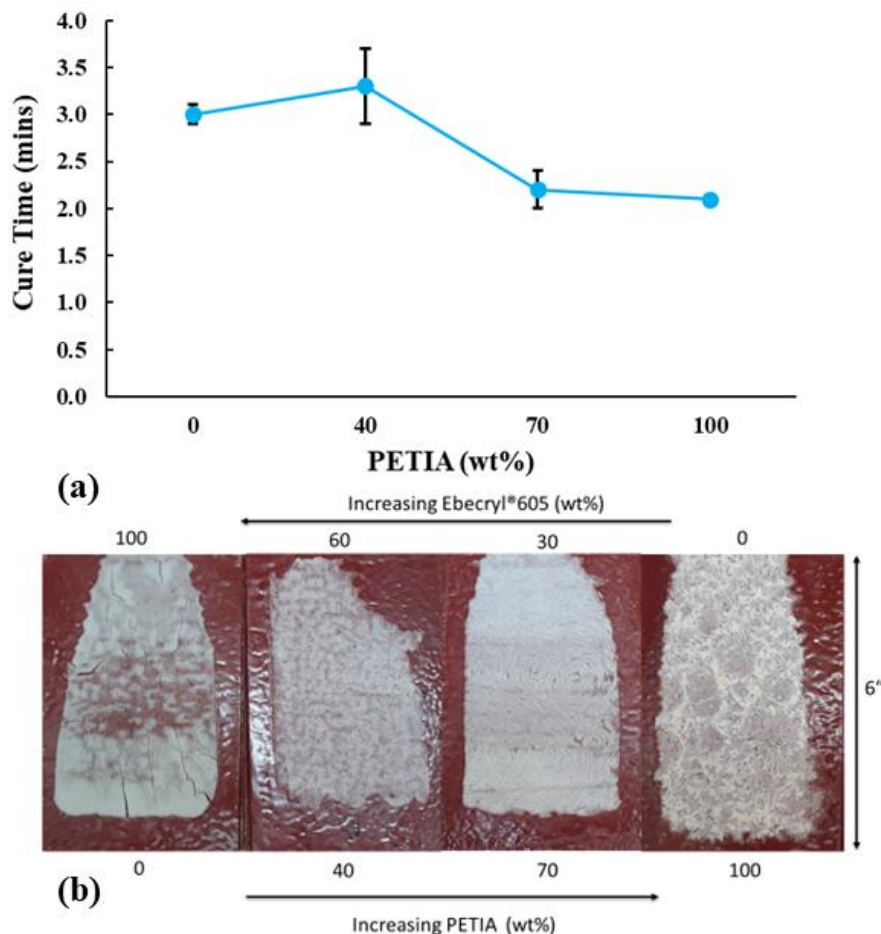 4.0
3.5
3.0
2.5
2.0
1.5
1.0
0.5
0.0
Cure Time (mins)
0 40 70 100
PETIA (wt%)
(a)
Increasing Ebecryl®605 (wt%)
100 60 30 0
6"
0 40 70 100
(b)
Increasing PETIA (wt%)